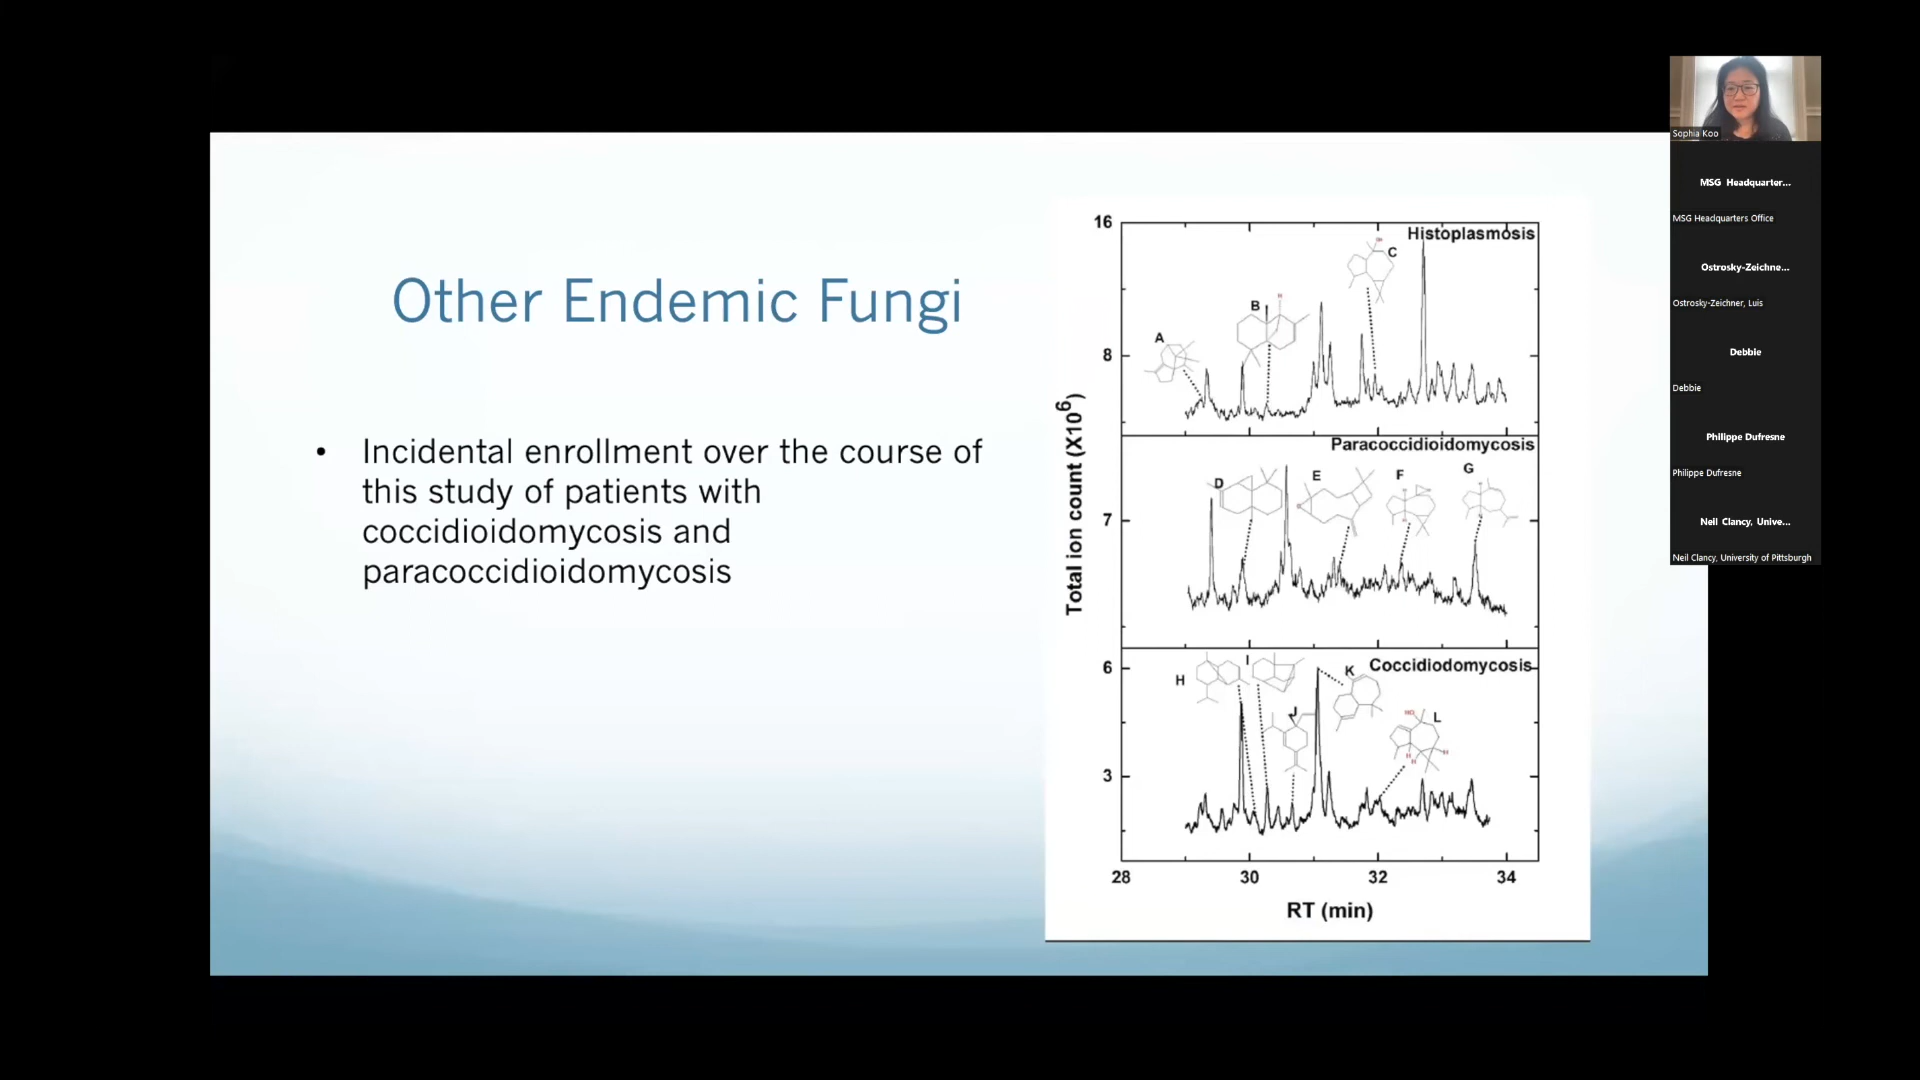 Other Endemic Fungi
• Incidental enrollment over the course of
this study of patients with
coccidioidomycosis and
paracoccidioidomycosis
Total ion count (X10⁶)
16
8
7
6
3
Histoplasmosis
A
B
C
Paracoccidioidomycosis
D
E
F
G
Coccidiodomycosis
H
I
J
K
L
HO
H
H
H
28
30
32
34
RT (min)
Sophia Koo
MSG Headquarter...
MSG Headquarters Office
Ostrosky-Zeichne...
Ostrosky-Zeichner, Luis
Debbie
Debbie
Philippe Dufresne
Philippe Dufresne
Neil Clancy, Unive...
Neil Clancy, University of Pittsburgh